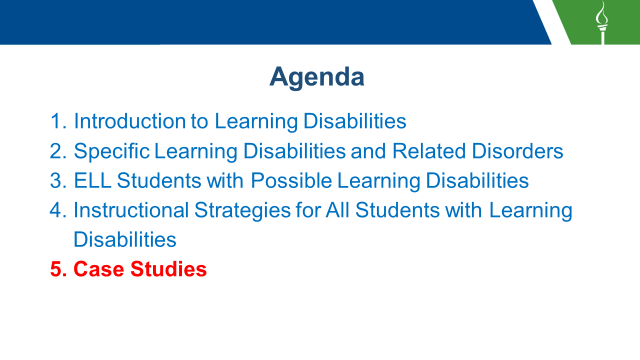 Agenda
1. Introduction to Learning Disabilities
2. Specific Learning Disabilities and Related Disorders
3. ELL Students with Possible Learning Disabilities
4. Instructional Strategies for All Students with Learning
Disabilities
5. Case Studies